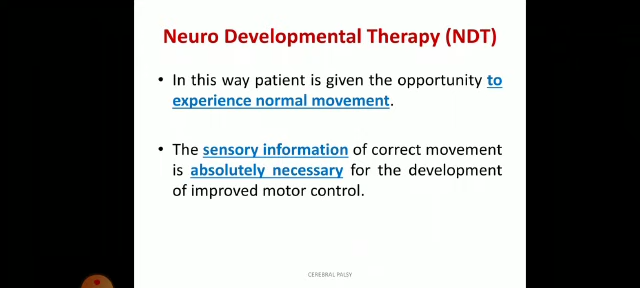 Neuro Developmental Therapy (NDT)
• In this way patient is given the opportunity to
experience normal movement.
• The sensory information of correct movement
is absolutely necessary for the development
of improved motor control.
CEREBRAL PALSY